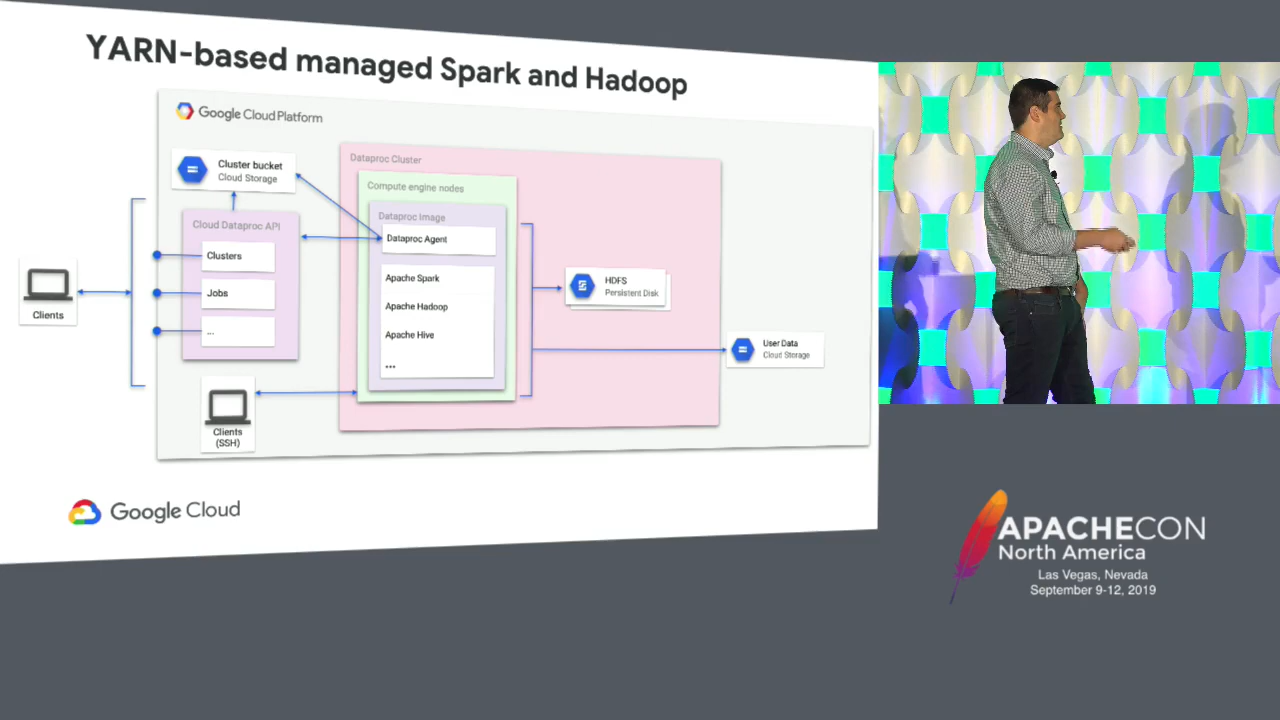 YARN-based managed Spark and Hadoop
Google Cloud Platform
Cluster bucket
Cloud Storage
Dataproc Cluster
Compute engine nodes
Cloud Dataproc API
Dataproc Image
Dataproc Agent
Clusters
Jobs
...
Apache Spark
Apache Hadoop
Apache Hive
...
HDFS
Persistent Disk
User Data
Cloud Storage
Clients
Clients
(SSH)
Google Cloud
APACHECON
North America
Las Vegas, Nevada
September 9-12, 2019